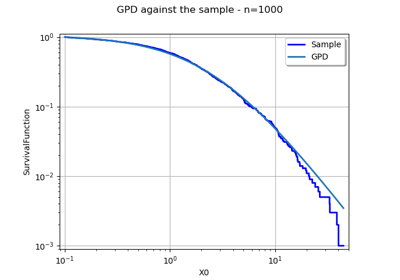 GPD against the sample - n=1000
10⁰
10⁻¹
10⁻²
10⁻³
SurvivalFunction
Sample
GPD
10⁻¹ 10⁰ 10¹
X0